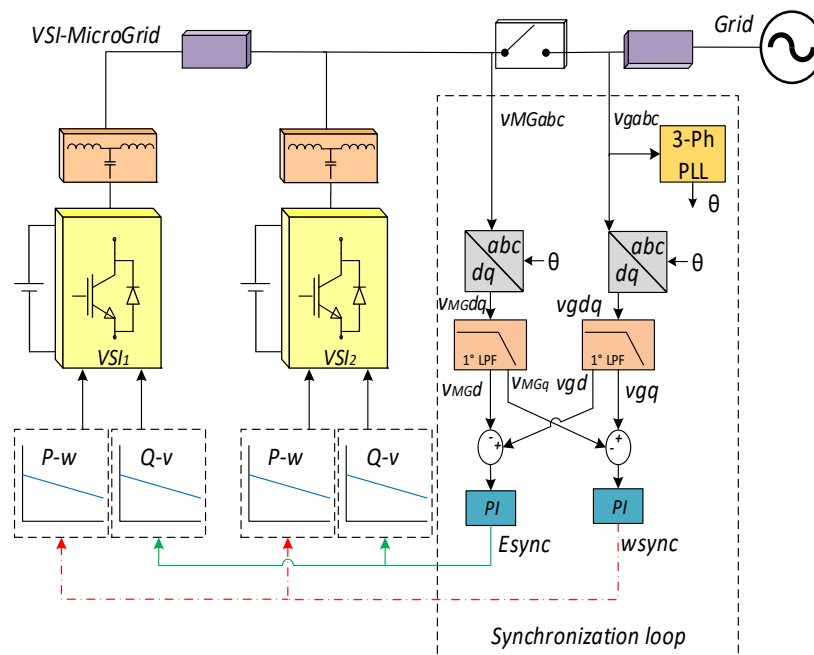 VSI-MicroGrid
Grid
vMGabc
vgabc
3-Ph
PLL
θ
abc
dq
θ
abc
dq
θ
vMGdq
vgdq
1° LPF
1° LPF
VSI1
VSI2
vMGd
vMGq
vgd
vgq
P-w
Q-v
P-w
Q-v
-
+
+
-
PI
PI
Esync
wsync
Synchronization loop